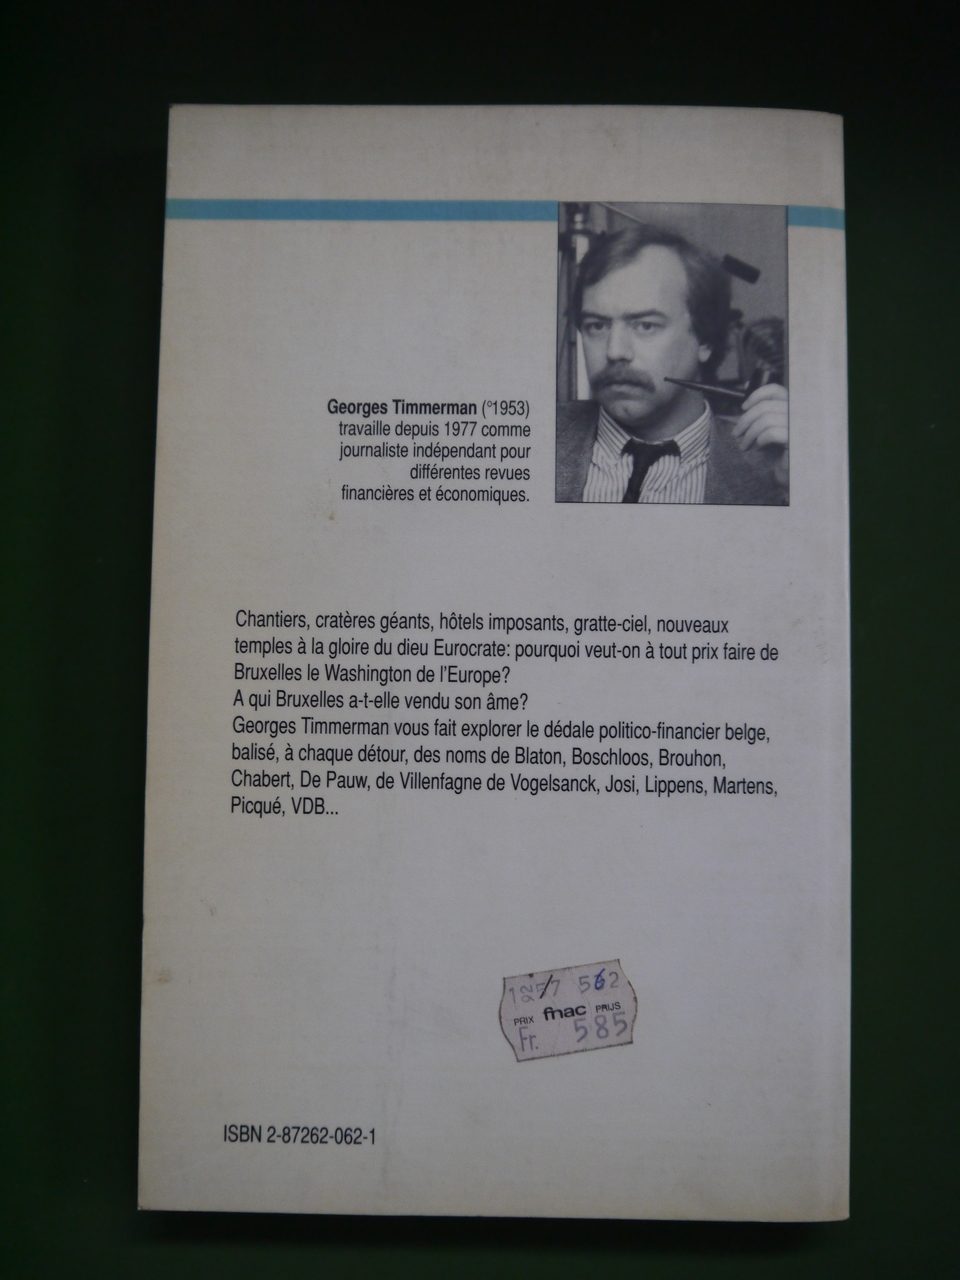 Georges Timmerman (°1953)
travaille depuis 1977 comme
journaliste indépendant pour
différentes revues
financières et économiques.
Chantiers, cratères géants, hôtels imposants, gratte-ciel, nouveaux
temples à la gloire du dieu Eurocrate: pourquoi veut-on à tout prix faire de
Bruxelles le Washington de l'Europe?
A qui Bruxelles a-t-elle vendu son âme?
Georges Timmerman vous fait explorer le dédale politico-financier belge,
balisé, à chaque détour, des noms de Blaton, Boschloos, Brouhon,
Chabert, De Pauw, de Villenfagne de Vogelsanck, Josi, Lippens, Martens,
Picqué, VDB...
PRIX fnac PRIJS
Fr. 585
ISBN 2-87262-062-1